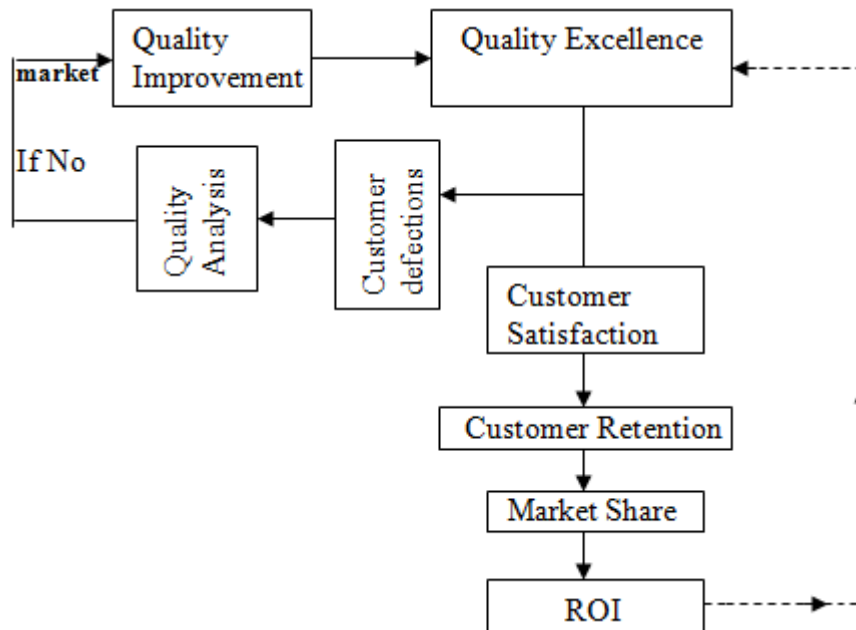 Quality
Improvement
Quality Excellence
market
If No
Quality
Analysis
Customer
defections
Customer
Satisfaction
Customer Retention
Market Share
ROI